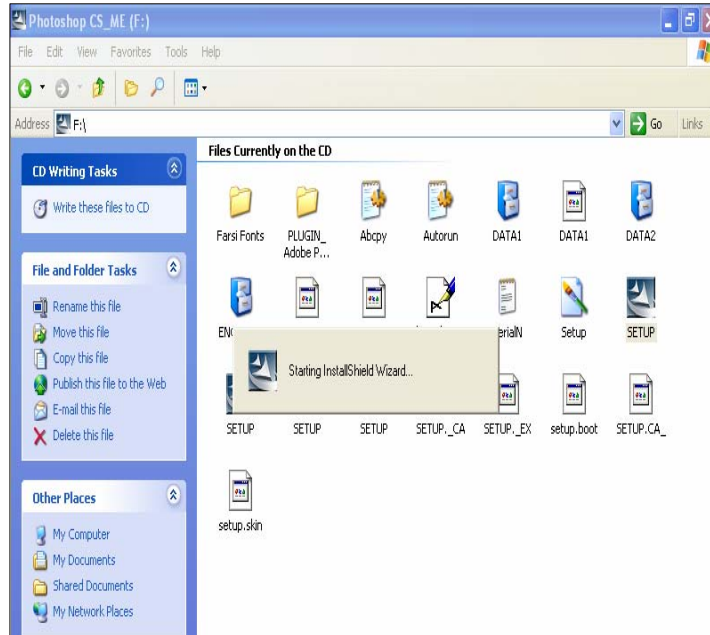 Photoshop CS_ME (F:)
File Edit View Favorites Tools Help
Address F:\ Go Links
Files Currently on the CD
CD Writing Tasks
Write these files to CD
File and Folder Tasks
Rename this file
Move this file
Copy this file
Publish this file to the Web
E-mail this file
Delete this file
Other Places
My Computer
My Documents
Shared Documents
My Network Places
Farsi Fonts PLUGIN_ Abcpy Autorun DATA1 DATA1 DATA2
Adobe P...
erialN Setup SETUP
Starting InstallShield Wizard...
SETUP SETUP SETUP SETUP._CA SETUP._EX setup.boot SETUP.CA_
setup.skin